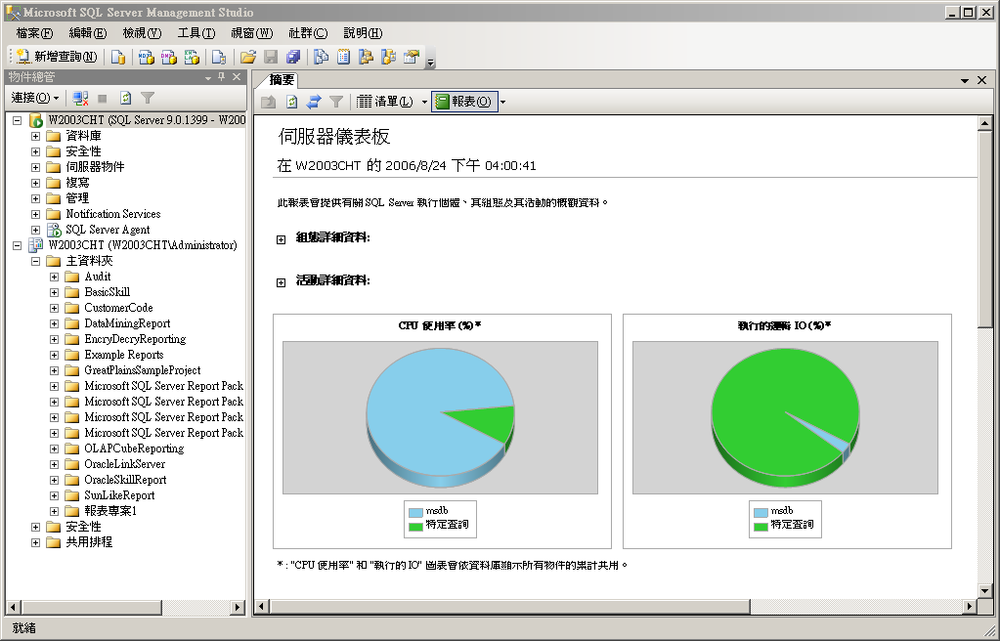 Microsoft SQL Server Management Studio
檔案(F) 編輯(E) 檢視(V) 工具(T) 視窗(W) 社群(C) 說明(H)
新增查詢(N)
物件總管
連接(O)
W2003CHT (SQL Server 9.0.1399 - W200
資料庫
安全性
伺服器物件
複寫
管理
Notification Services
SQL Server Agent
W2003CHT (W2003CHT\Administrator)
主資料夾
Audit
BasicSkill
CustomerCode
DataMiningReport
EncryDecryReporting
Example Reports
GreatPlainsSampleProject
Microsoft SQL Server Report Pack
Microsoft SQL Server Report Pack
Microsoft SQL Server Report Pack
Microsoft SQL Server Report Pack
OLAPCubeReporting
OracleLinkServer
OracleSkillReport
SunLikeReport
報表專案1
安全性
共用排程
摘要
清單(L) 報表(O)
伺服器儀表板
在 W2003CHT 的 2006/8/24 下午 04:00:41
此報表會提供有關 SQL Server 執行個體、其組態及其活動的概觀資料。
組態詳細資料:
活動詳細資料:
CPU 使用率 (%)*
msdb
特定查詢
執行的邏輯 IO (%)*
msdb
特定查詢
* : "CPU 使用率" 和 "執行的 IO" 圖表會依資料庫顯示所有物件的累計共用。
就緒